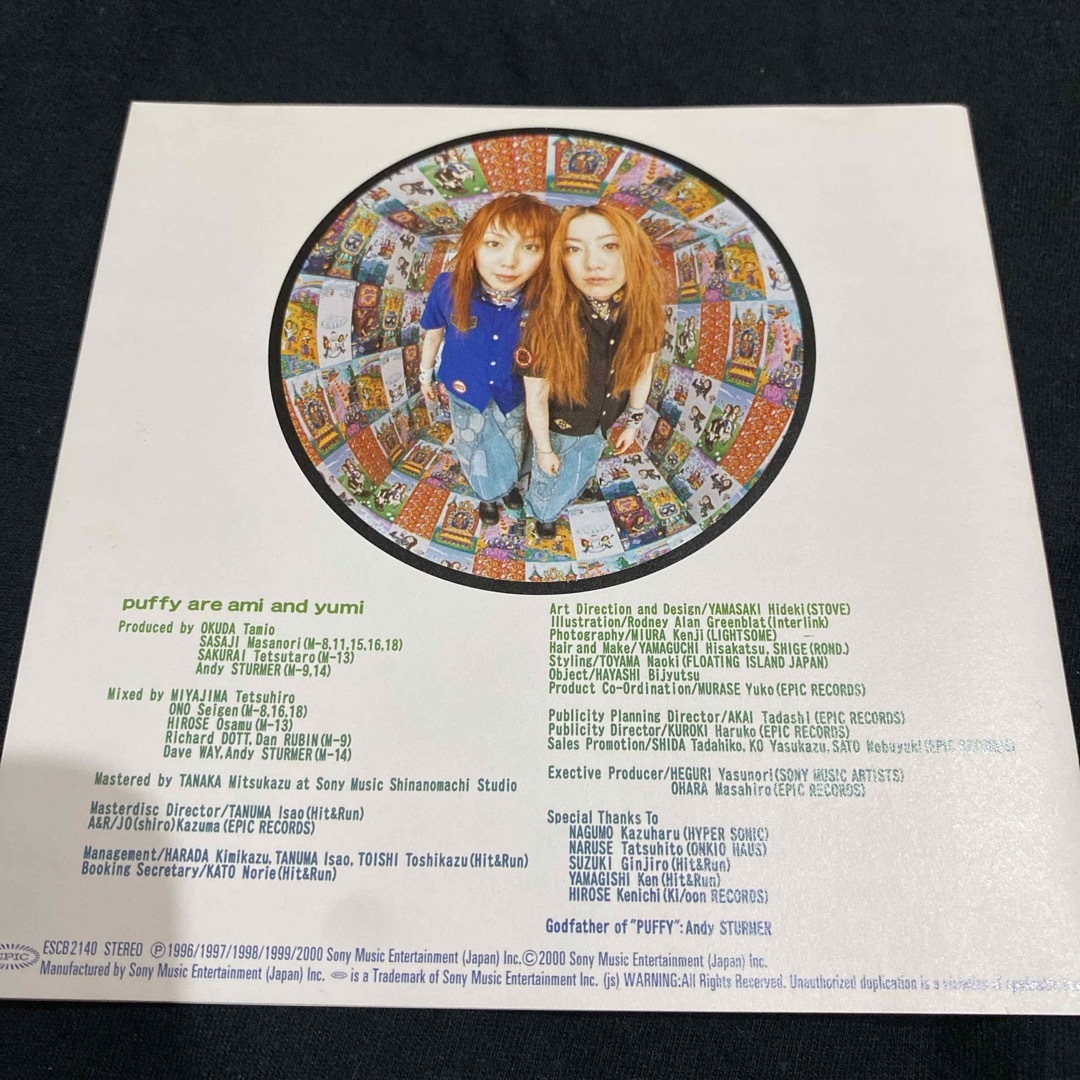 puffy are ami and yumi
Produced by OKUDA Tamio
SASAJI Masanori(M-8,11,15,16,18)
SAKURAI Tetsutaro(M-13)
Andy STURMER(M-9,14)
Mixed by MIYAJIMA Tetsuhiro
ONO Seigen(M-8,16,18)
HIROSE Osamu(M-13)
Richard DOTT,Dan RUBIN(M-9)
Dave WAY,Andy STURMER(M-14)
Mastered by TANAKA Mitsukazu at Sony Music Shinanomachi Studio
Masterdisc Director/TANUMA Isao(Hit&Run)
A&R/JO(shiro)Kazuma(EPIC RECORDS)
Management/HARADA Kimikazu,TANUMA Isao,TOISHI Toshikazu(Hit&Run)
Booking Secretary/KATO Norie(Hit&Run)
Art Direction and Design/YAMASAKI Hideki(STOVE)
Illustration/Rodney Alan Greenblat(Interlink)
Photography/MIURA Kenji(LIGHTSOME)
Hair and Make/YAMAGUCHI Hisakatsu, SHIGE(ROND.)
Styling/TOYAMA Naoki(FLOATING ISLAND JAPAN)
Object/HAYASHI Bijyutsu
Product Co-Ordination/MURASE Yuko(EPIC RECORDS)
Publicity Planning Director/AKAI Tadashi(EPIC RECORDS)
Publicity Director/KUROKI Haruko(EPIC RECORDS)
Sales Promotion/SHIDA Tadahiko,KO Yasukazu,SATO Nobuyuki(EPIC RECORDS)
Exective Producer/HEGURI Yasunori(SONY MUSIC ARTISTS)
OHARA Masahiro(EPIC RECORDS)
Special Thanks To
NAGUMO Kazuharu(HYPER SONIC)
NARUSE Tatsuhito(ONKIO HAUS)
SUZUKI Ginjiro(Hit&Run)
YAMAGISHI Ken(Hit&Run)
HIROSE Kenichi(Ki/oon RECORDS)
Godfather of "PUFFY":Andy STURMER
EPIC ESCB 2140 STEREO Ⓟ1996/1997/1998/1999/2000 Sony Music Entertainment (Japan) Inc.Ⓒ2000 Sony Music Entertainment (Japan) Inc.
Manufactured by Sony Music Entertainment (Japan) Inc. is a Trademark of Sony Music Entertainment Inc. (js) WARNING:All Rights Reserved. Unauthorized duplication is a violation of applicable